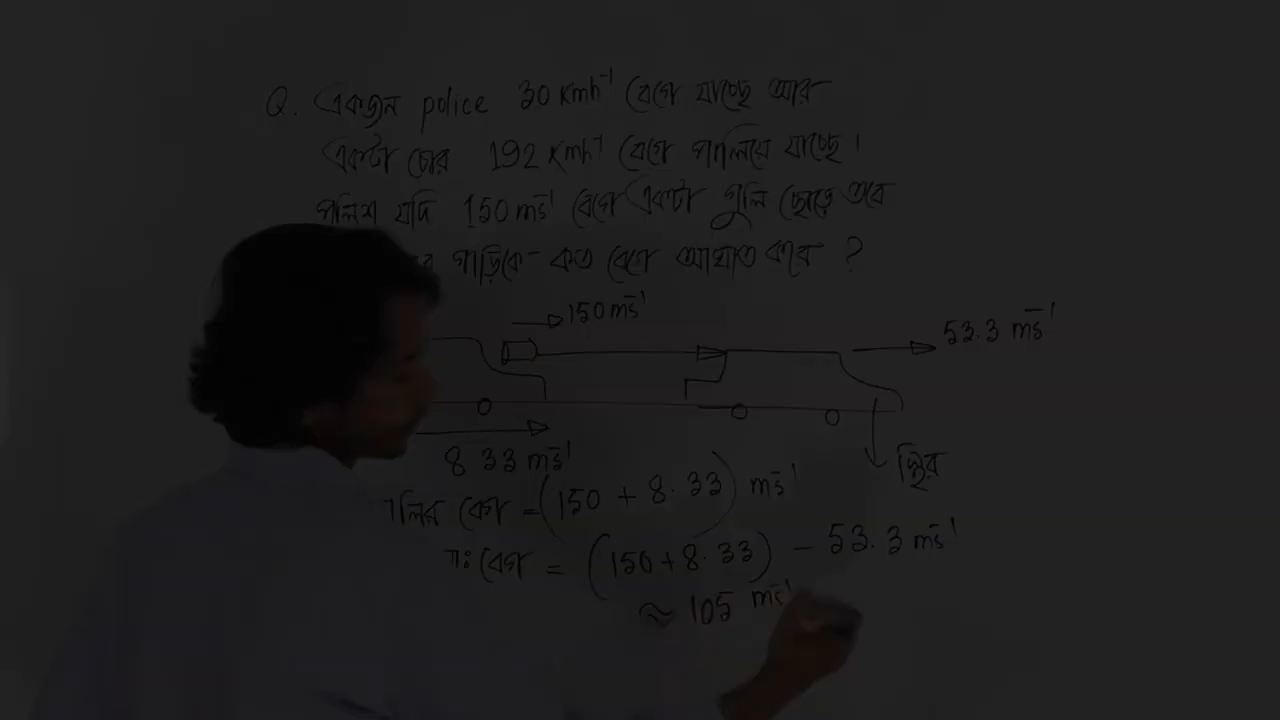 Q. একজন police 30 Kmh⁻¹ বেগে যাচ্ছে আর
একটা চোর 192 Kmh⁻¹ বেগে পালিয়ে যাচ্ছে।
পুলিশ যদি 150 ms⁻¹ বেগে একটা গুলি ছোড়ে তবে
গাড়িকে কত বেগে আঘাত করবে ?
150 ms⁻¹
53.3 ms⁻¹
8.33 ms⁻¹
স্থির
বেগ = (150 + 8.33) ms⁻¹
বেগ = (150 + 8.33) - 53.3 ms⁻¹
≈ 105 ms⁻¹